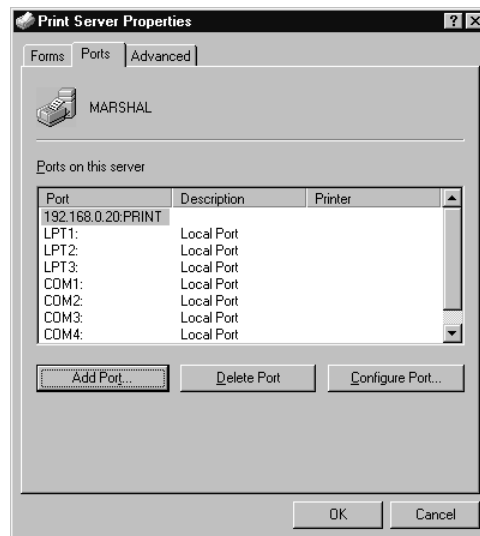 Print Server Properties
Forms Ports Advanced
MARSHAL
Ports on this server
Port Description Printer
192.168.0.20:PRINT
LPT1: Local Port
LPT2: Local Port
LPT3: Local Port
COM1: Local Port
COM2: Local Port
COM3: Local Port
COM4: Local Port
Add Port... Delete Port Configure Port...
OK Cancel